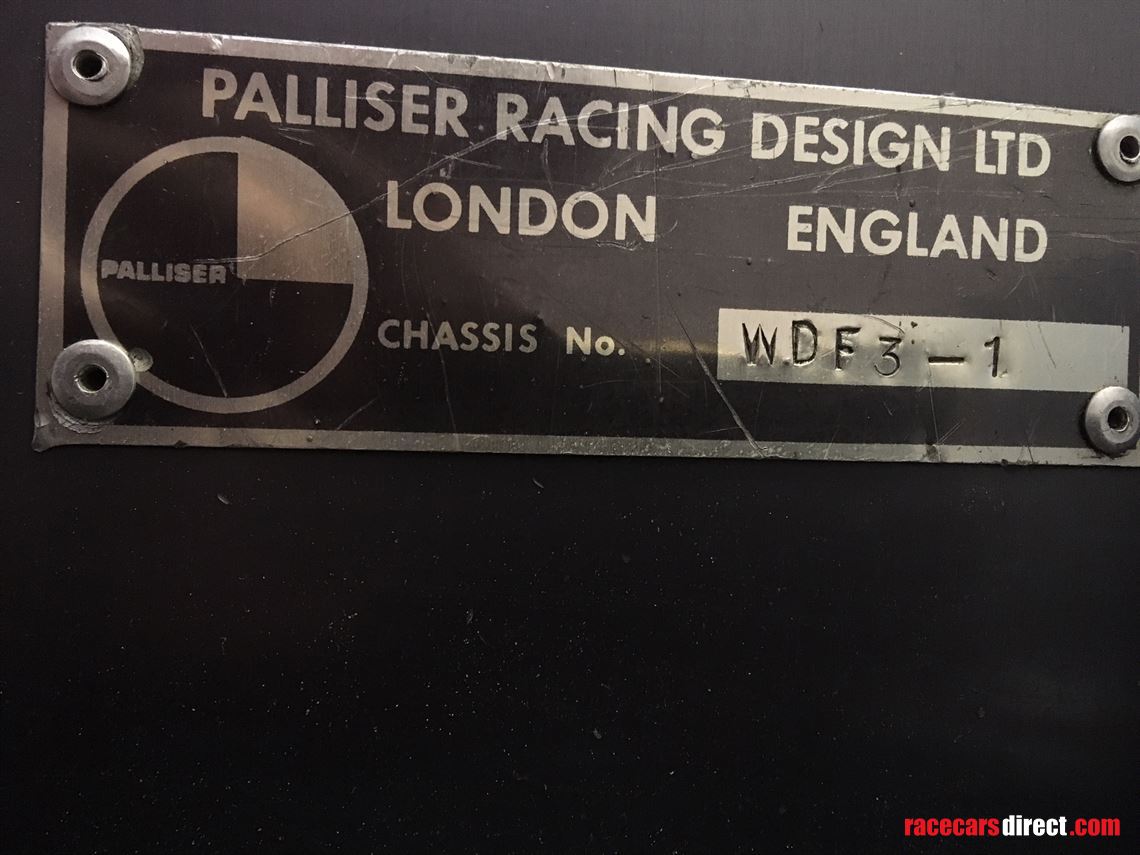 PALLISER RACING DESIGN LTD
LONDON ENGLAND
PALLISER
CHASSIS No. WDF3-1
racecarsdirect.com